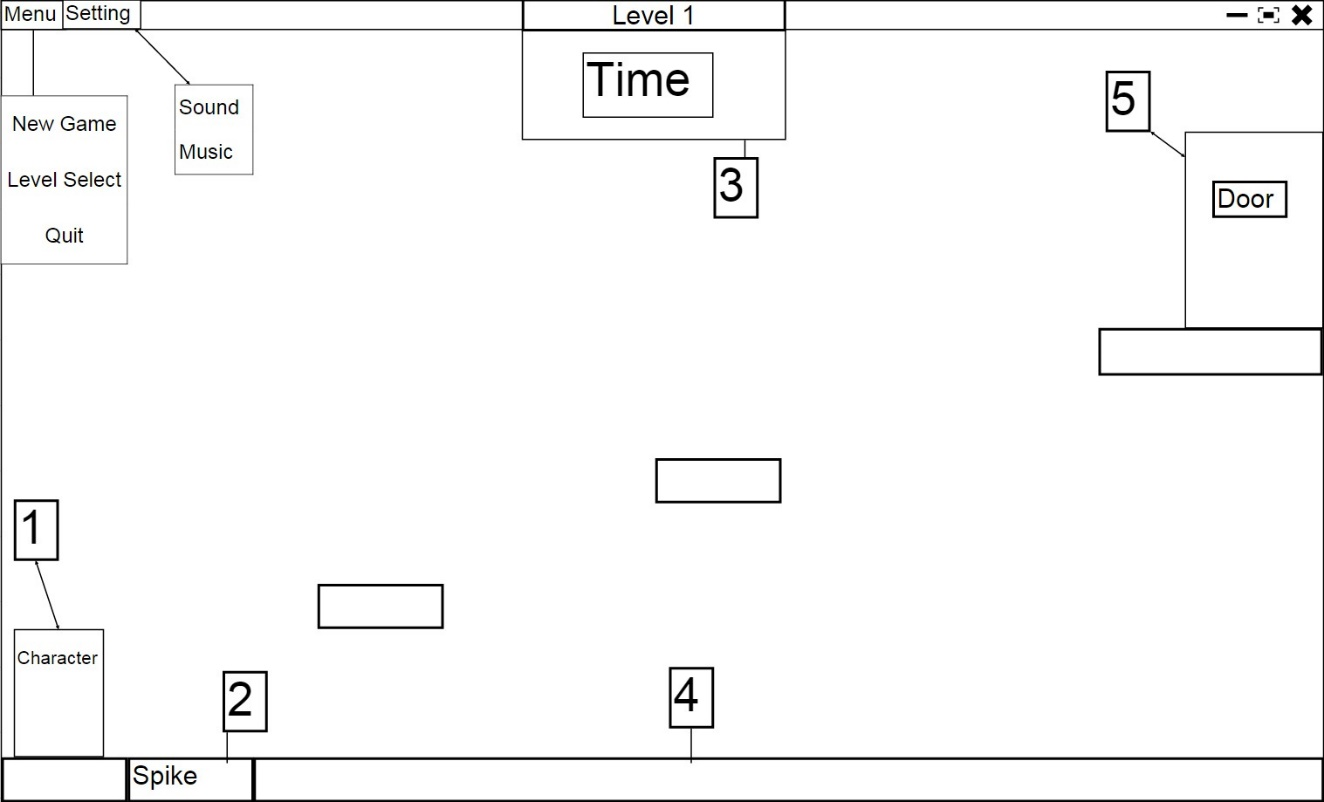 Menu
Setting
Level 1
Time
New Game
Level Select
Quit
Sound
Music
3
5
Door
1
Character
2
4
Spike